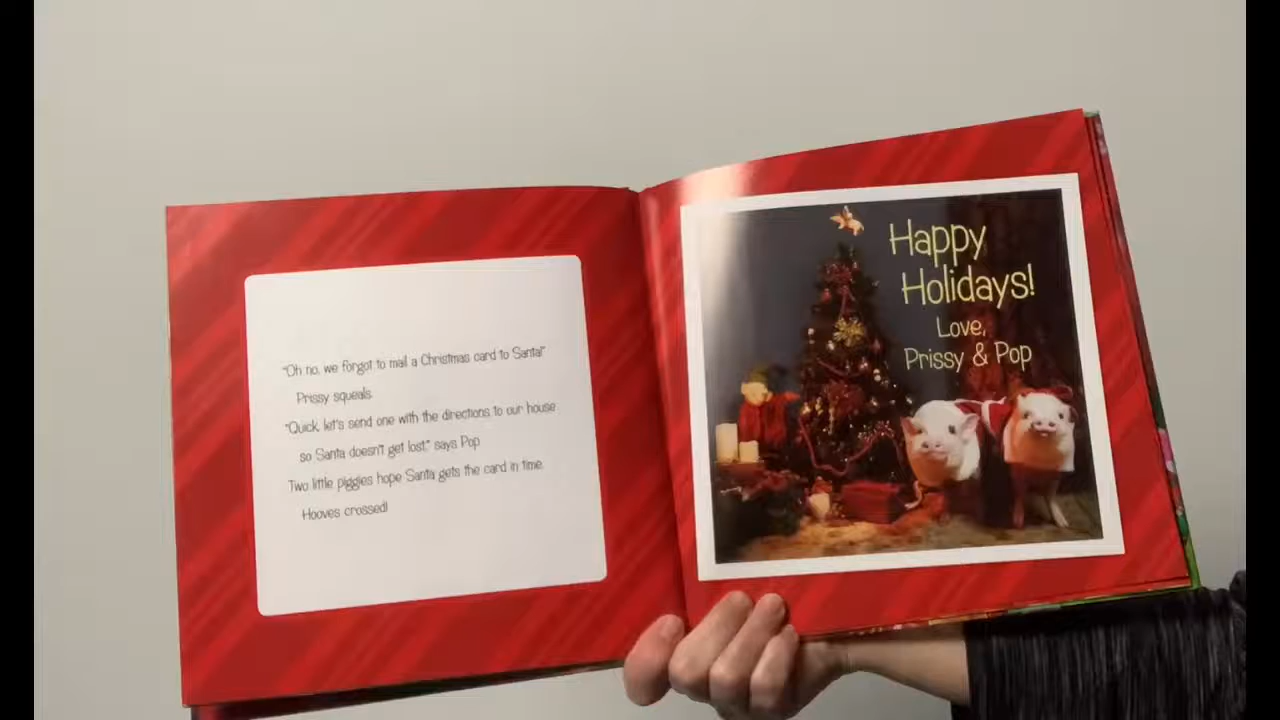 "Oh no, we forgot to mail a Christmas card to Santa!"
Prissy squeals.
"Quick, let's send one with the directions to our house
so Santa doesn't get lost," says Pop.
Two little piggies hope Santa gets the card in time.
Hooves crossed!
Happy
Holidays!
Love,
Prissy & Pop